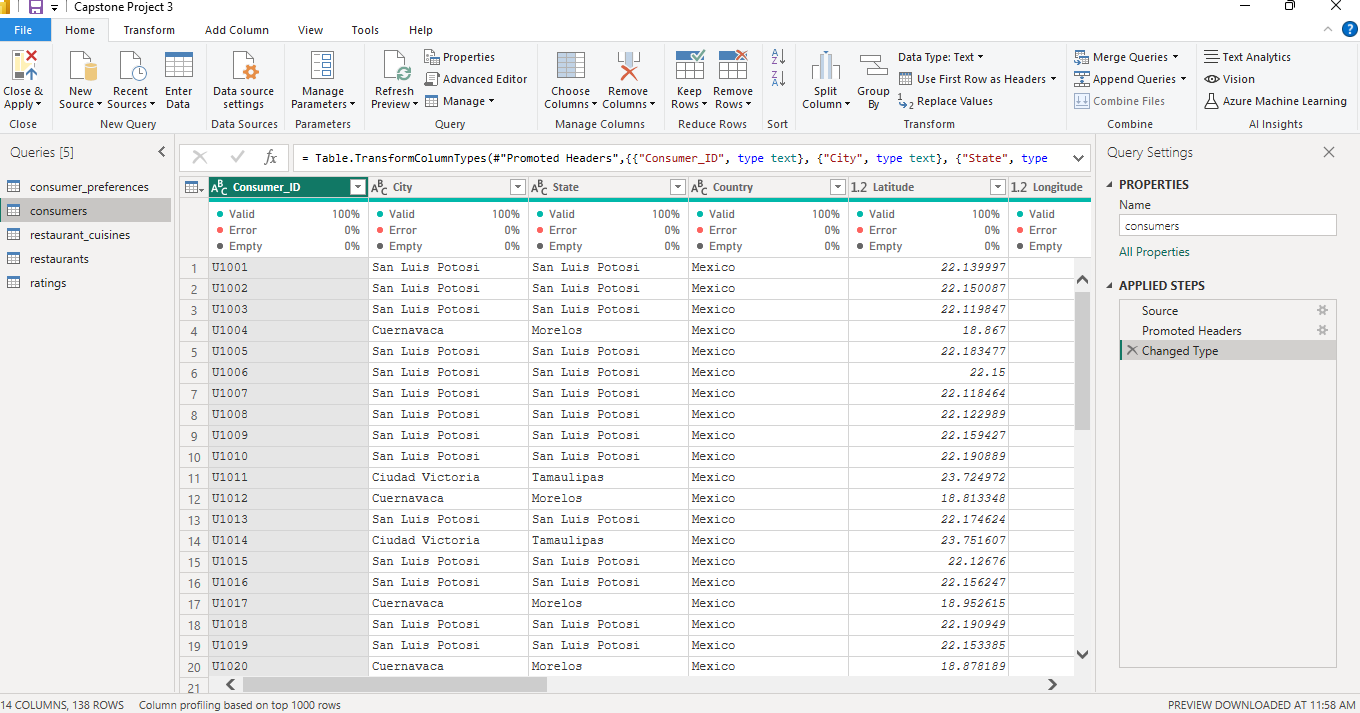 Capstone Project 3
File Home Transform Add Column View Tools Help
Close & Apply
New Source
Recent Sources
Enter Data
Data source settings
Manage Parameters
Refresh Preview
Properties
Advanced Editor
Manage
Choose Columns
Remove Columns
Keep Rows
Remove Rows
Split Column
Group By
Data Type: Text
Use First Row as Headers
Replace Values
Merge Queries
Append Queries
Combine Files
Text Analytics
Vision
Azure Machine Learning
Close New Query Data Sources Parameters Query Manage Columns Reduce Rows Sort Transform Combine AI Insights
Queries [5]
consumer_preferences
consumers
restaurant_cuisines
restaurants
ratings
fx = Table.TransformColumnTypes(#"Promoted Headers",{{"Consumer_ID", type text}, {"City", type text}, {"State", type
ABC Consumer_ID ABC City ABC State ABC Country 1.2 Latitude 1.2 Longitude
Valid 100% Valid 100% Valid 100% Valid 100% Valid 100% Valid
Error 0% Error 0% Error 0% Error 0% Error 0% Error
Empty 0% Empty 0% Empty 0% Empty 0% Empty 0% Empty
1 U1001 San Luis Potosi San Luis Potosi Mexico 22.139997
2 U1002 San Luis Potosi San Luis Potosi Mexico 22.150087
3 U1003 San Luis Potosi San Luis Potosi Mexico 22.119847
4 U1004 Cuernavaca Morelos Mexico 18.867
5 U1005 San Luis Potosi San Luis Potosi Mexico 22.183477
6 U1006 San Luis Potosi San Luis Potosi Mexico 22.15
7 U1007 San Luis Potosi San Luis Potosi Mexico 22.118464
8 U1008 San Luis Potosi San Luis Potosi Mexico 22.122989
9 U1009 San Luis Potosi San Luis Potosi Mexico 22.159427
10 U1010 San Luis Potosi San Luis Potosi Mexico 22.190889
11 U1011 Ciudad Victoria Tamaulipas Mexico 23.724972
12 U1012 Cuernavaca Morelos Mexico 18.813348
13 U1013 San Luis Potosi San Luis Potosi Mexico 22.174624
14 U1014 Ciudad Victoria Tamaulipas Mexico 23.751607
15 U1015 San Luis Potosi San Luis Potosi Mexico 22.12676
16 U1016 San Luis Potosi San Luis Potosi Mexico 22.156247
17 U1017 Cuernavaca Morelos Mexico 18.952615
18 U1018 San Luis Potosi San Luis Potosi Mexico 22.190949
19 U1019 San Luis Potosi San Luis Potosi Mexico 22.153385
20 U1020 Cuernavaca Morelos Mexico 18.878189
21
Query Settings
PROPERTIES
Name
consumers
All Properties
APPLIED STEPS
Source
Promoted Headers
Changed Type
14 COLUMNS, 138 ROWS Column profiling based on top 1000 rows PREVIEW DOWNLOADED AT 11:58 AM